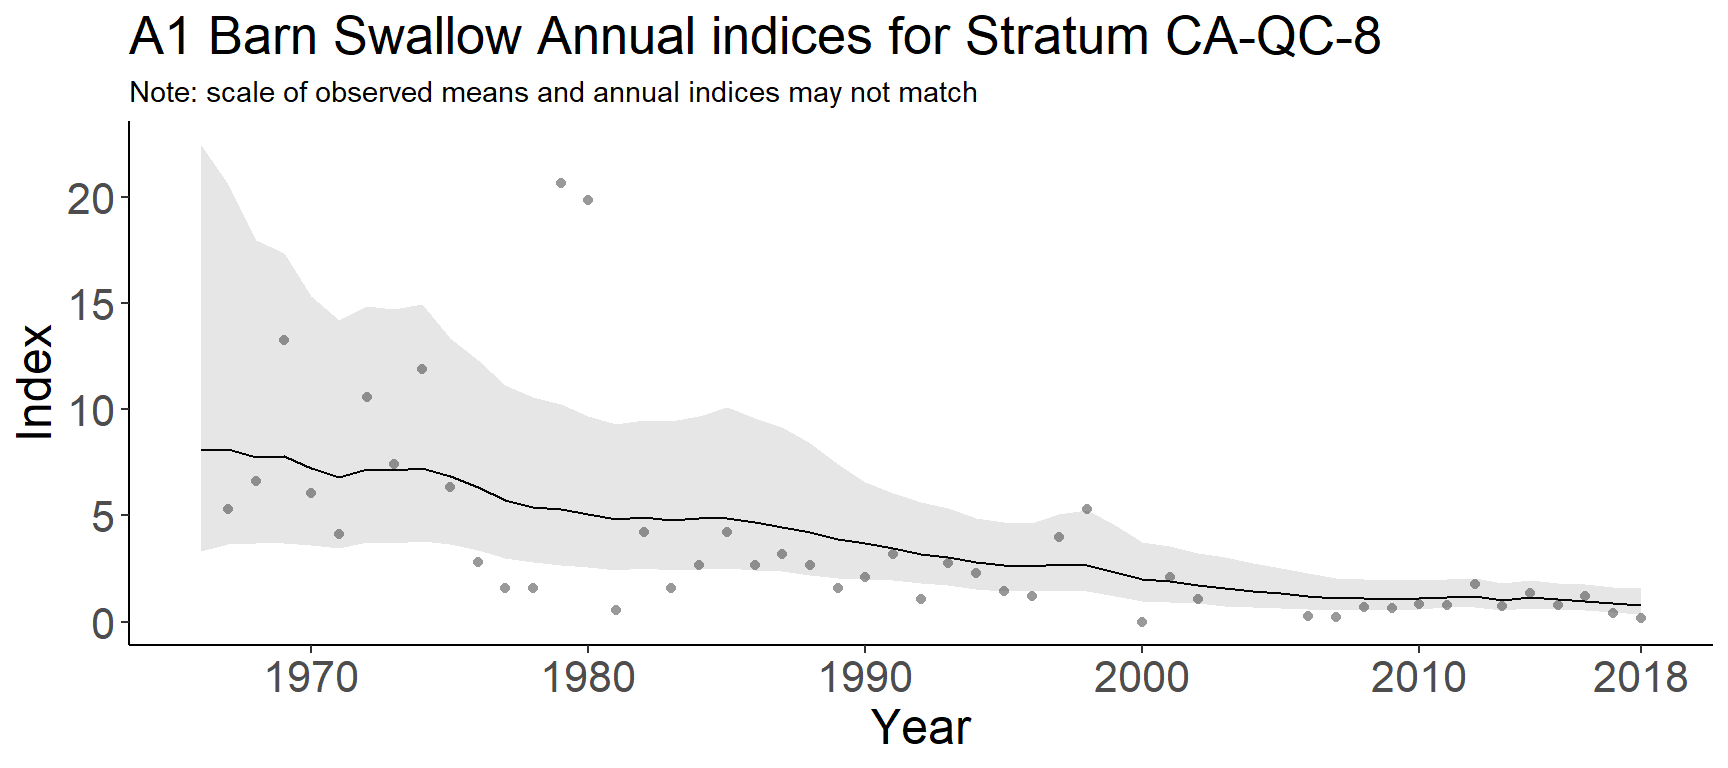 A1 Barn Swallow Annual indices for Stratum CA-QC-8
Note: scale of observed means and annual indices may not match
20
15
10
5
0
Index
1970 1980 1990 2000 2010 2018
Year